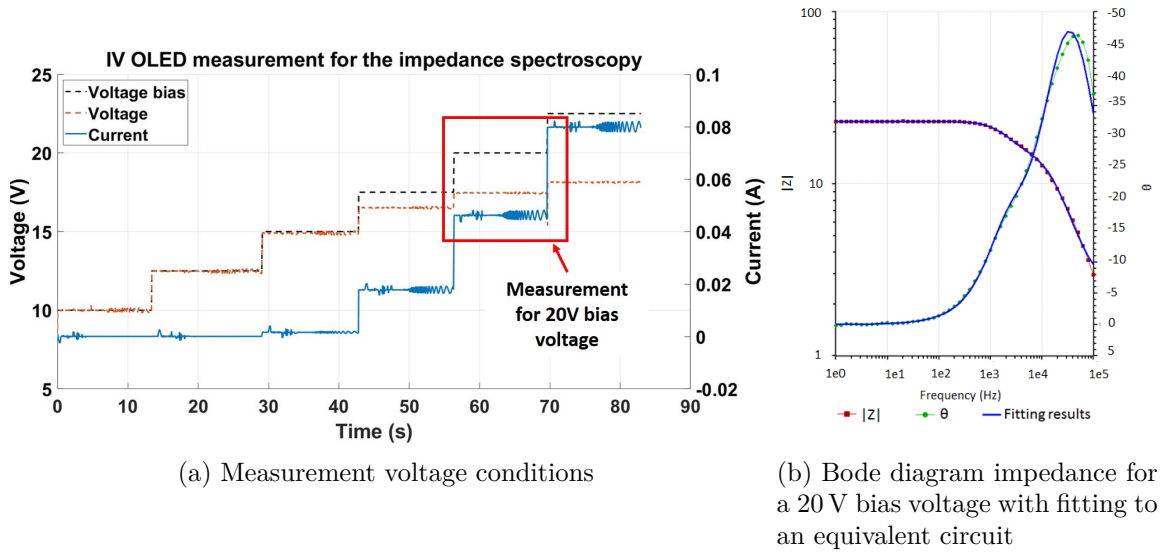 IV OLED measurement for the impedance spectroscopy
Voltage bias
Voltage
Current
25
20
15
10
5
Voltage (V)
0.1
0.08
0.06
0.04
0.02
0
-0.02
Current (A)
0 10 20 30 40 50 60 70 80 90
Time (s)
Measurement
for 20V bias
voltage
(a) Measurement voltage conditions
100
10
1
|Z|
-50
-45
-40
-35
-30
-25
-20
-15
-10
-5
0
5
θ
1e0 1e1 1e2 1e3 1e4 1e5
Frequency (Hz)
|Z| θ Fitting results
(b) Bode diagram impedance for
a 20 V bias voltage with fitting to
an equivalent circuit